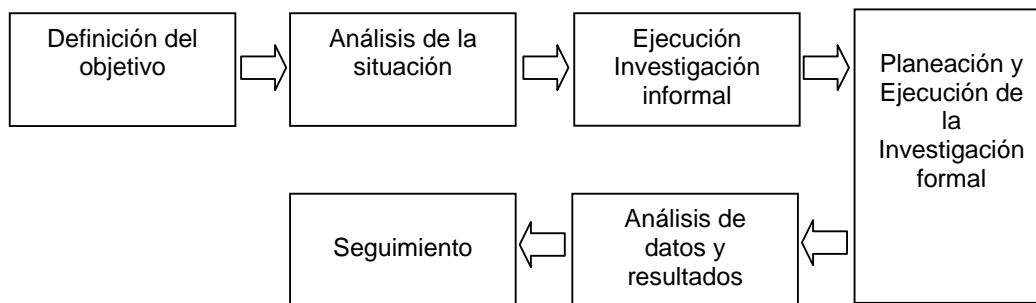 Definición del
objetivo
Análisis de la
situación
Ejecución
Investigación
informal
Planeación y
Ejecución de
la
Investigación
formal
Análisis de
datos y
resultados
Seguimiento